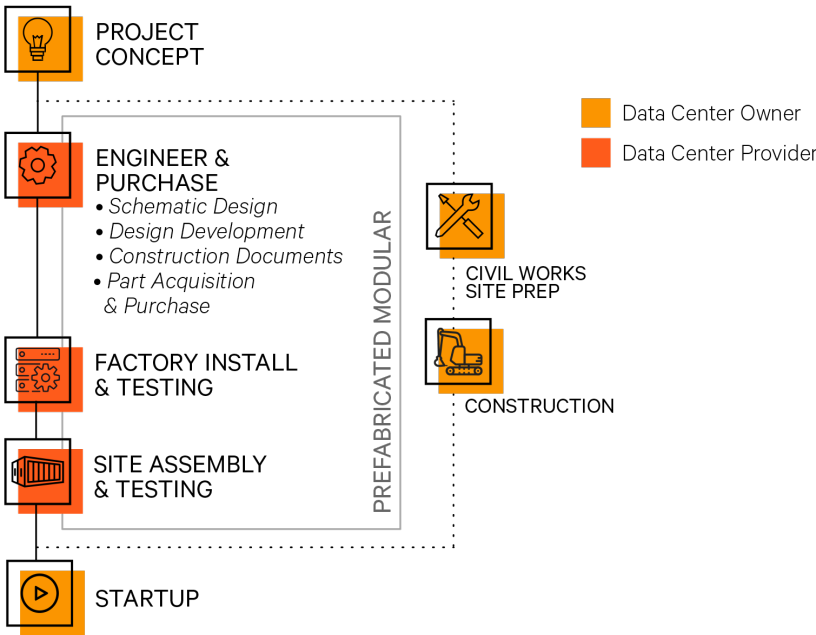 PROJECT
CONCEPT
ENGINEER &
PURCHASE
• Schematic Design
• Design Development
• Construction Documents
• Part Acquisition
& Purchase
FACTORY INSTALL
& TESTING
SITE ASSEMBLY
& TESTING
STARTUP
PREFABRICATED MODULAR
CIVIL WORKS
SITE PREP
CONSTRUCTION
Data Center Owner
Data Center Provider